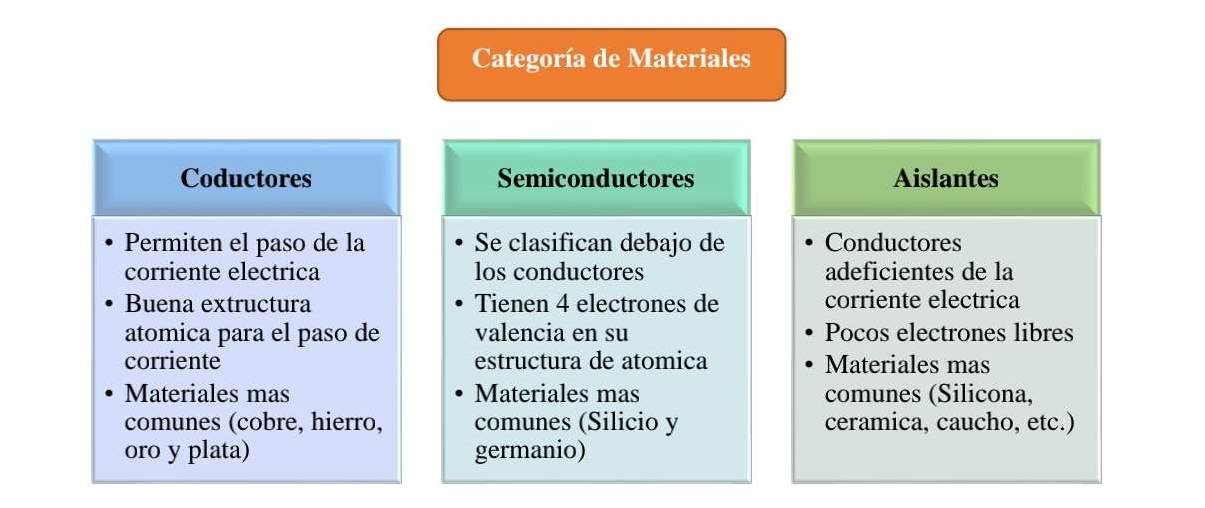 Categoría de Materiales
Coductores
• Permiten el paso de la
corriente electrica
• Buena extructura
atomica para el paso de
corriente
• Materiales mas
comunes (cobre, hierro,
oro y plata)
Semiconductores
• Se clasifican debajo de
los conductores
• Tienen 4 electrones de
valencia en su
estructura de atomica
• Materiales mas
comunes (Silicio y
germanio)
Aislantes
• Conductores
adeficientes de la
corriente electrica
• Pocos electrones libres
• Materiales mas
comunes (Silicona,
ceramica, caucho, etc.)